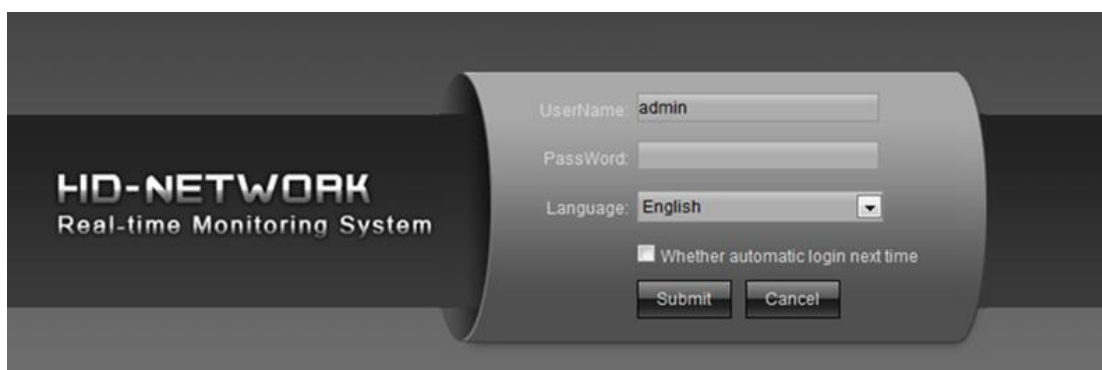 HD-NETWORK
Real-time Monitoring System
UserName: admin
PassWord:
Language: English
Whether automatic login next time
Submit Cancel